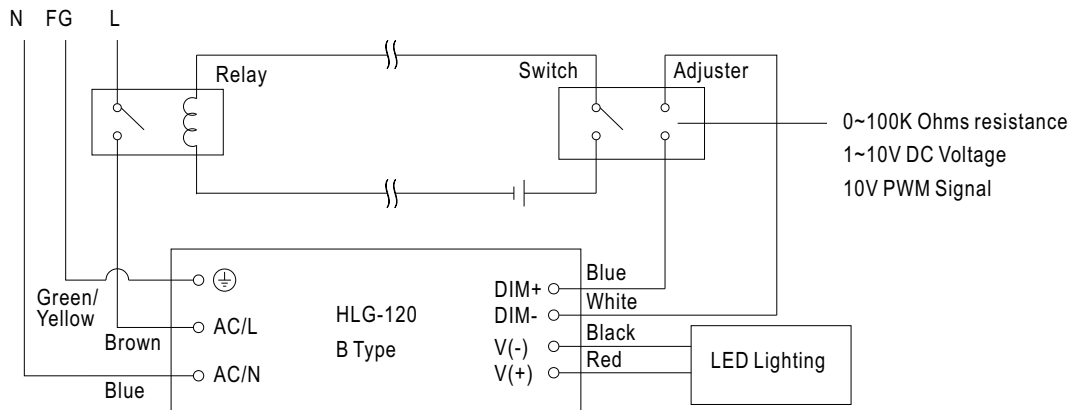 N FG L
Relay
Switch
Adjuster
0~100K Ohms resistance
1~10V DC Voltage
10V PWM Signal
Green/
Yellow
Brown
Blue
AC/L
AC/N
HLG-120
B Type
DIM+
DIM-
V(-)
V(+)
Blue
White
Black
Red
LED Lighting